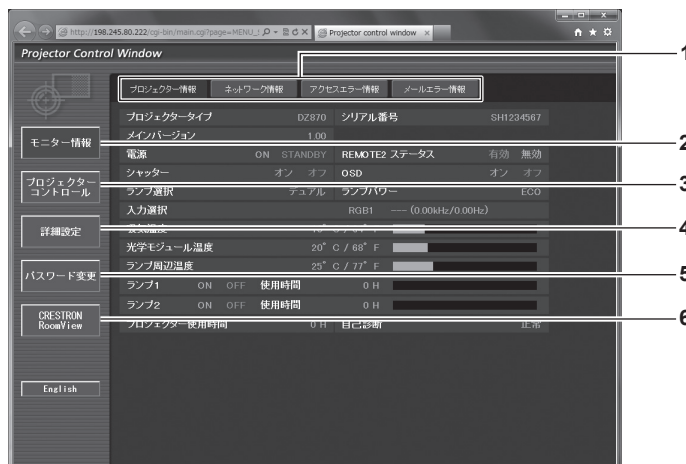 http://198.245.80.222/cgi-bin/main.cgi?page=MENU_ Projector control window ×
Projector Control Window
1
プロジェクター情報 ネットワーク情報 アクセスエラー情報 メールエラー情報
プロジェクタータイプ DZ870 シリアル番号 SH1234567
メインバージョン 1.00
モニター情報 2
電源 ON STANDBY REMOTE2 ステータス 有効 無効
シャッター オン オフ OSD オン オフ
プロジェクター
コントロール 3
ランプ選択 デュアル ランプパワー ECO
入力選択 RGB1 --- (0.00kHz/0.00Hz)
詳細設定 4
光学モジュール温度 20° C / 68° F
ランプ周辺温度 25° C / 77° F
パスワード変更 5
ランプ1 ON OFF 使用時間 0 H
ランプ2 ON OFF 使用時間 0 H
CRESTRON
RoomView 6
プロジェクター使用時間 0 H 自己診断 正常
English